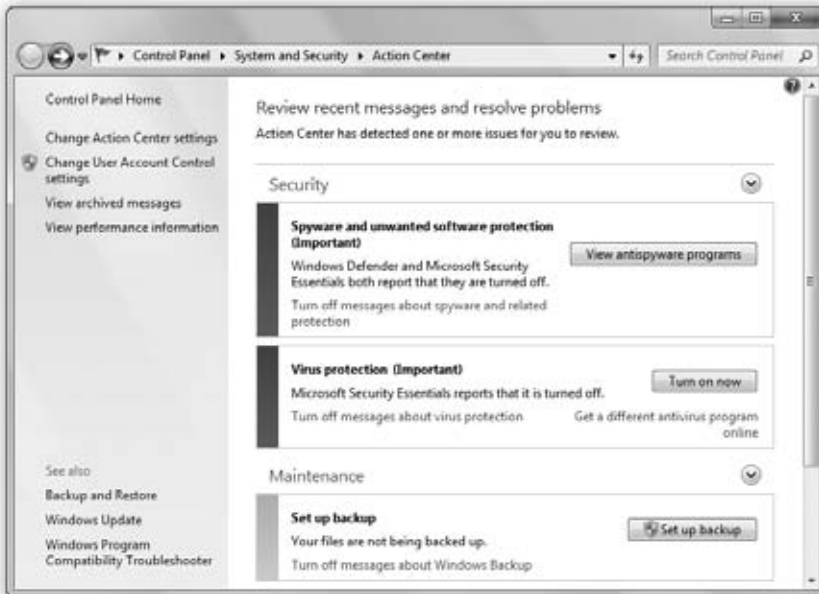 Control Panel ▸ System and Security ▸ Action Center
Search Control Panel
Control Panel Home
Change Action Center settings
Change User Account Control
settings
View archived messages
View performance information
See also
Backup and Restore
Windows Update
Windows Program
Compatibility Troubleshooter
Review recent messages and resolve problems
Action Center has detected one or more issues for you to review.
Security
Spyware and unwanted software protection
(Important)
View antispyware programs
Windows Defender and Microsoft Security
Essentials both report that they are turned off.
Turn off messages about spyware and related
protection
Virus protection (Important)
Turn on now
Microsoft Security Essentials reports that it is turned off.
Turn off messages about virus protection
Get a different antivirus program
online
Maintenance
Set up backup
Set up backup
Your files are not being backed up.
Turn off messages about Windows Backup